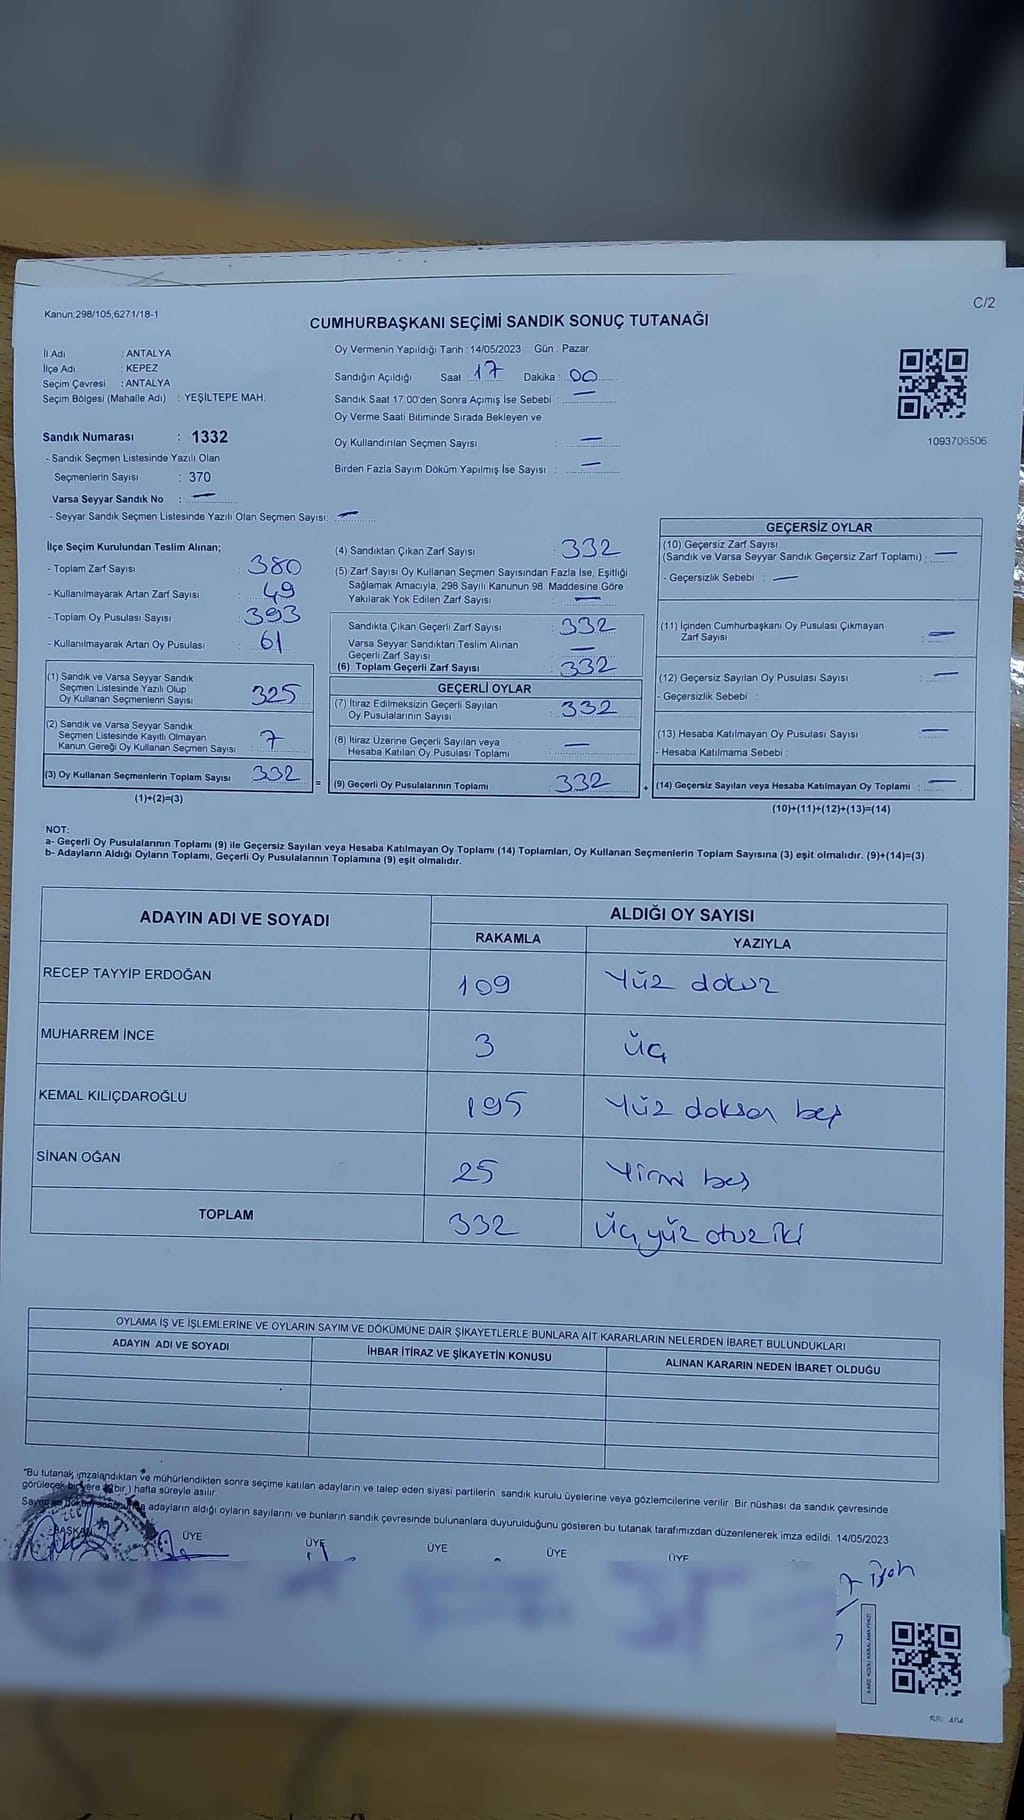 C/2
Kanun,298/105,6271/18-1
CUMHURBAŞKANI SEÇİMİ SANDIK SONUÇ TUTANAĞI
İl Adı : ANTALYA
İlçe Adı : KEPEZ
Seçim Çevresi : ANTALYA
Seçim Bölgesi (Mahalle Adı) : YEŞİLTEPE MAH.
Sandık Numarası : 1332
- Sandık Seçmen Listesinde Yazılı Olan
Seçmenlerin Sayısı : 370
Varsa Seyyar Sandık No : —
- Seyyar Sandık Seçmen Listesinde Yazılı Olan Seçmen Sayısı: —
Oy Vermenin Yapıldığı Tarih : 14/05/2023 Gün : Pazar
Sandığın Açıldığı Saat : 17 Dakika : 00
Sandık Saat 17:00'den Sonra Açımış İse Sebebi : —
Oy Verme Saati Bitiminde Sırada Bekleyen ve
Oy Kullandırılan Seçmen Sayısı : —
Birden Fazla Sayım Döküm Yapılmış İse Sayısı : —
1093706506
İlçe Seçim Kurulundan Teslim Alınan;
- Toplam Zarf Sayısı : 380
- Kullanılmayarak Artan Zarf Sayısı : 49
- Toplam Oy Pusulası Sayısı : 393
- Kullanılmayarak Artan Oy Pusulası : 61
(1) Sandık ve Varsa Seyyar Sandık
Seçmen Listesinde Yazılı Olup
Oy Kullanan Seçmenlerin Sayısı : 325
(2) Sandık ve Varsa Seyyar Sandık
Seçmen Listesinde Kayıtlı Olmayan
Kanun Gereği Oy Kullanan Seçmen Sayısı : 7
(3) Oy Kullanan Seçmenlerin Toplam Sayısı : 332
(1)+(2)=(3)
=
(4) Sandıktan Çıkan Zarf Sayısı : 332
(5) Zarf Sayısı Oy Kullanan Seçmen Sayısından Fazla İse, Eşitliği
Sağlamak Amacıyla, 298 Sayılı Kanunun 98. Maddesine Göre
Yakılarak Yok Edilen Zarf Sayısı : —
Sandıkta Çıkan Geçerli Zarf Sayısı : 332
Varsa Seyyar Sandıktan Teslim Alınan
Geçerli Zarf Sayısı : —
(6) Toplam Geçerli Zarf Sayısı : 332
GEÇERLİ OYLAR
(7) İtiraz Edilmeksizin Geçerli Sayılan
Oy Pusulalarının Sayısı : 332
(8) İtiraz Üzerine Geçerli Sayılan veya
Hesaba Katılan Oy Pusulası Toplamı : —
(9) Geçerli Oy Pusulalarının Toplamı : 332
+
GEÇERSİZ OYLAR
(10) Geçersiz Zarf Sayısı
(Sandık ve Varsa Seyyar Sandık Geçersiz Zarf Toplamı) : —
- Geçersizlik Sebebi : —
(11) İçinden Cumhurbaşkanı Oy Pusulası Çıkmayan
Zarf Sayısı : —
(12) Geçersiz Sayılan Oy Pusulası Sayısı : —
- Geçersizlik Sebebi :
(13) Hesaba Katılmayan Oy Pusulası Sayısı : —
- Hesaba Katılmama Sebebi :
(14) Geçersiz Sayılan veya Hesaba Katılmayan Oy Toplamı : —
(10)+(11)+(12)+(13)=(14)
NOT:
a- Geçerli Oy Pusulalarının Toplamı (9) ile Geçersiz Sayılan veya Hesaba Katılmayan Oy Toplamı (14) Toplamları, Oy Kullanan Seçmenlerin Toplam Sayısına (3) eşit olmalıdır. (9)+(14)=(3)
b- Adayların Aldığı Oyların Toplamı, Geçerli Oy Pusulalarının Toplamına (9) eşit olmalıdır.
ADAYIN ADI VE SOYADI ALDIĞI OY SAYISI
RAKAMLA YAZIYLA
RECEP TAYYİP ERDOĞAN 109 Yüz dokuz
MUHARREM İNCE 3 üç
KEMAL KILIÇDAROĞLU 195 Yüz doksan beş
SİNAN OĞAN 25 Yirmi beş
TOPLAM 332 üç yüz otuz iki
OYLAMA İŞ VE İŞLEMLERİNE VE OYLARIN SAYIM VE DÖKÜMÜNE DAİR ŞİKAYETLERLE BUNLARA AİT KARARLARIN NELERDEN İBARET BULUNDUKLARI
ADAYIN ADI VE SOYADI İHBAR İTİRAZ VE ŞİKAYETİN KONUSU ALINAN KARARIN NEDEN İBARET OLDUĞU
"Bu tutanak imzalandıktan ve mühürlendikten sonra seçime katılan adayların ve talep eden siyasi partilerin sandık kurulu üyelerine veya gözlemcilerine verilir. Bir nüshası da sandık çevresinde
görülecek bir yere (bir) hafta süreyle asılır.
adayların aldığı oyların sayılarını ve bunların sandık çevresinde bulunanlara duyurulduğunu gösteren bu tutanak tarafımızdan düzenlenerek imza edildi. 14/05/2023
BAŞKAN ÜYE ÜYE ÜYE ÜYE ÜYE